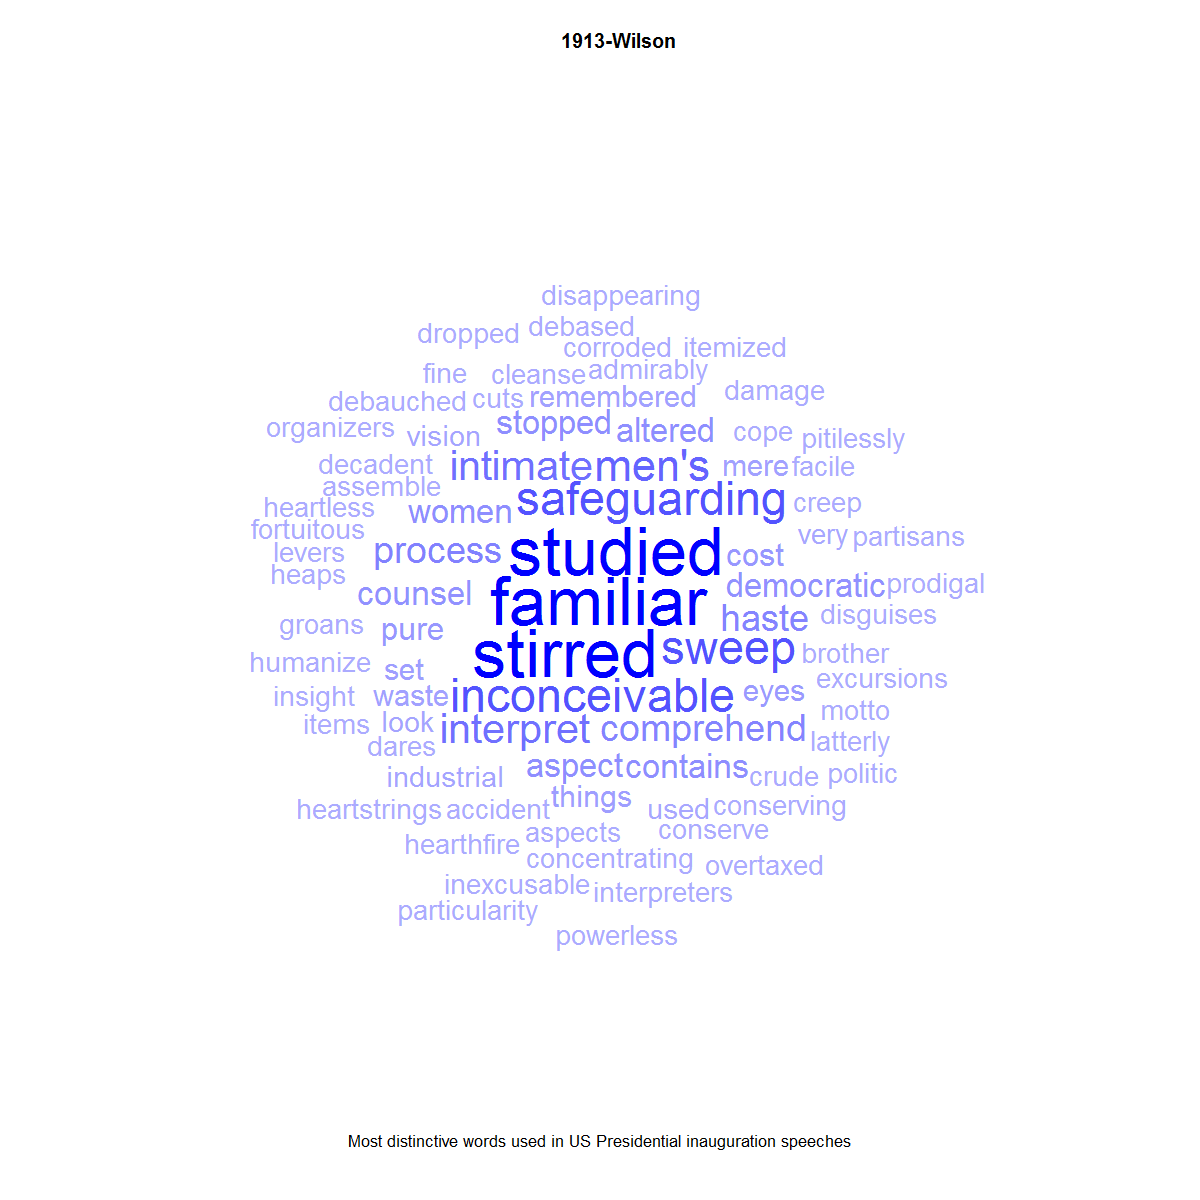 1913-Wilson
disappearing
dropped debased
corroded itemized
fine cleanse admirably
debauched cuts remembered damage
organizers vision stopped altered cope pitilessly
decadent intimate men's mere facile
assemble
heartless women safeguarding creep
fortuitous very partisans
levers process studied cost
heaps
counsel familiar democratic prodigal
groans pure haste disguises
humanize set stirred sweep brother
insight waste inconceivable eyes excursions
items look interpret comprehend motto
dares latterly
industrial aspect contains crude politic
heartstrings accident things used conserving
hearthfire aspects conserve
concentrating overtaxed
inexcusable interpreters
particularity
powerless
Most distinctive words used in US Presidential inauguration speeches